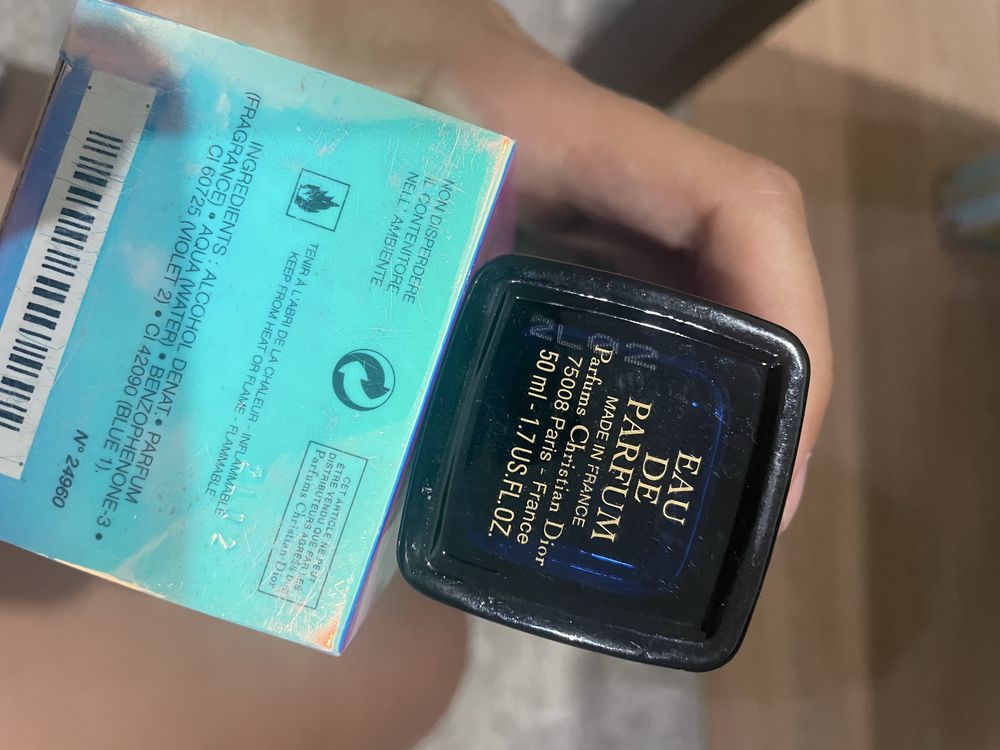 NON DISPERDERE
IL CONTENITORE
NELL' AMBIENTE
TENIR À L'ABRI DE LA CHALEUR - INFLAMMABLE
KEEP FROM HEAT OR FLAME - FLAMMABLE
CET ARTICLE NE PEUT
ÊTRE VENDU QUE PAR LES
DISTRIBUTEURS AGRÉÉS
Parfums Christian Dior
INGREDIENTS : ALCOHOL DENAT. • PARFUM
(FRAGRANCE) • AQUA (WATER) • BENZOPHENONE-3 •
CI 60725 (VIOLET 2) • CI 42090 (BLUE 1).
N° 24960
EAU
DE
PARFUM
MADE IN FRANCE
Parfums Christian Dior
75008 Paris - France
50 ml - 1.7 US.FL.OZ.